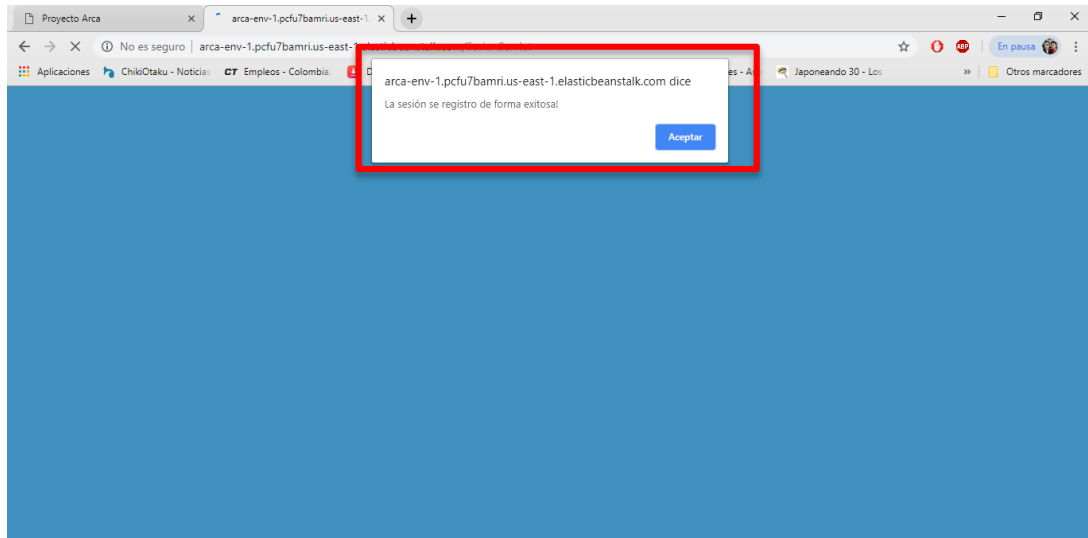 Proyecto Arca
arca-env-1.pcfu7bamri.us-east-1.
No es seguro | arca-env-1.pcfu7bamri.us-east-1
ABP
En pausa
Aplicaciones
ChikiOtaku - Noticias
CT Empleos - Colombia
es - A
Japoneando 30 - Los
»
Otros marcadores
arca-env-1.pcfu7bamri.us-east-1.elasticbeanstalk.com dice
La sesión se registro de forma exitosa!
Aceptar